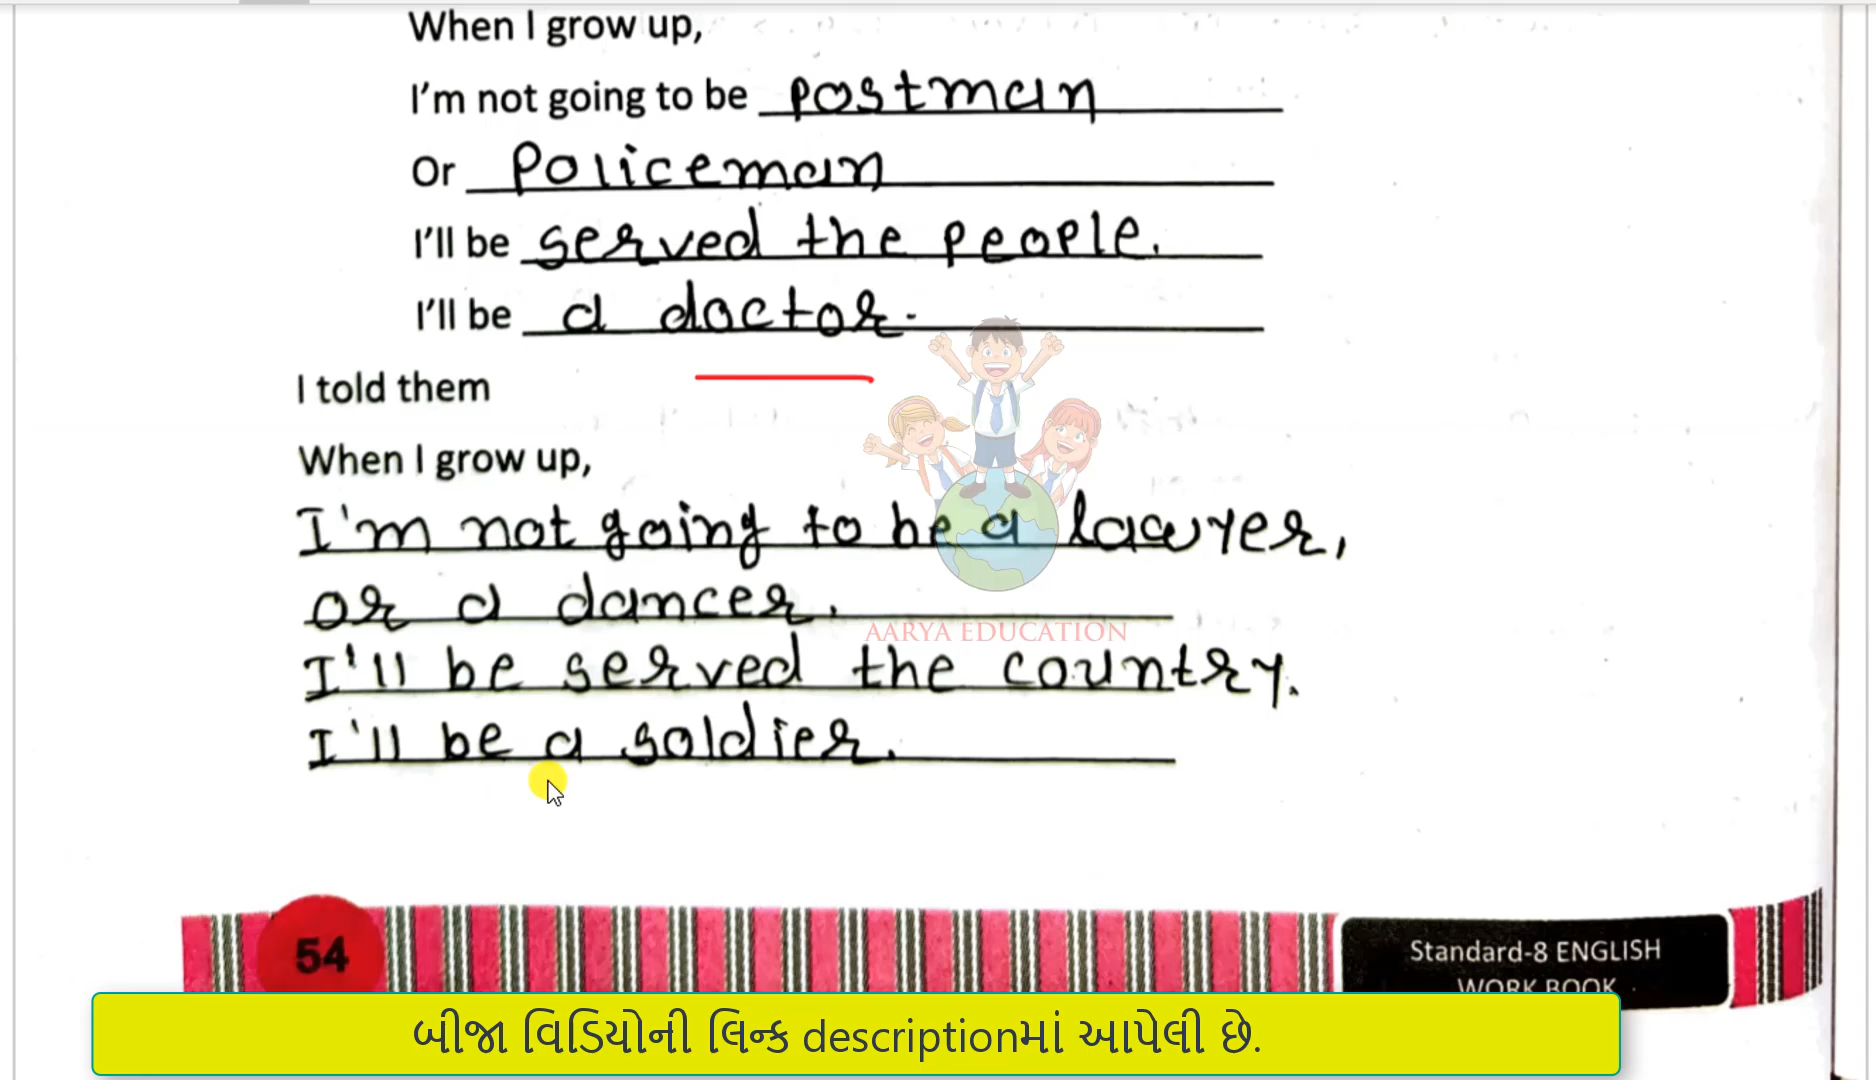 When I grow up,
I'm not going to be postman
Or Policeman
I'll be served the people.
I'll be a doctor.
I told them
When I grow up,
I'm not going to be a lawyer,
or a dancer.
I'll be served the country.
I'll be a soldier.
AARYA EDUCATION
54
Standard-8 ENGLISH
WORK BOOK
બીજા વિડિયોની લિન્ક descriptionમાં આપેલી છે.